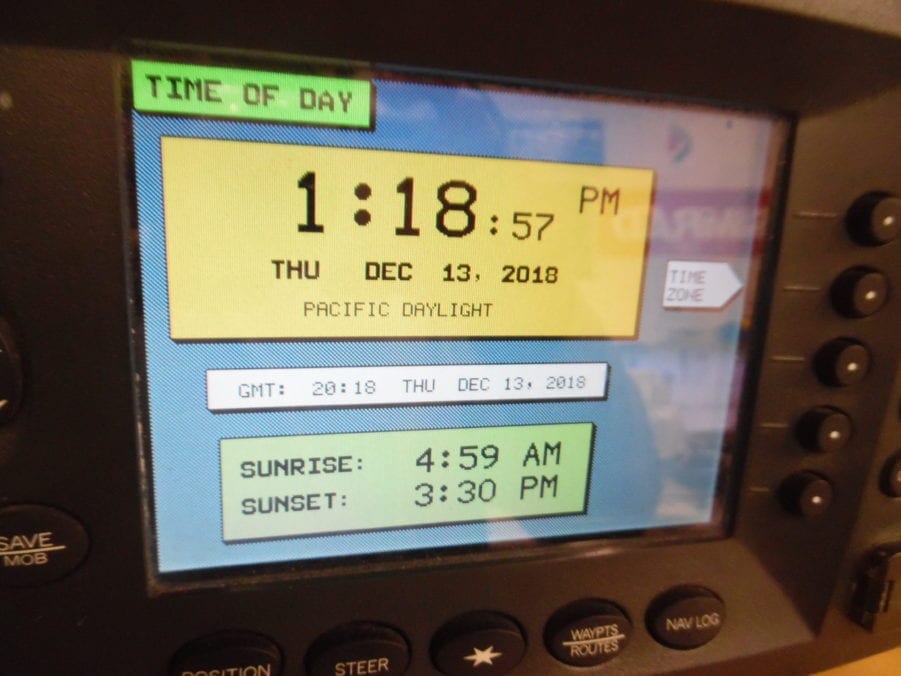 TIME OF DAY
1:18:57 PM
THU DEC 13, 2018
PACIFIC DAYLIGHT
TIME
ZONE
GMT: 20:18 THU DEC 13, 2018
SUNRISE: 4:59 AM
SUNSET: 3:30 PM
SAVE
MOB
POSITION
STEER
WAYPTS
ROUTES
NAV LOG